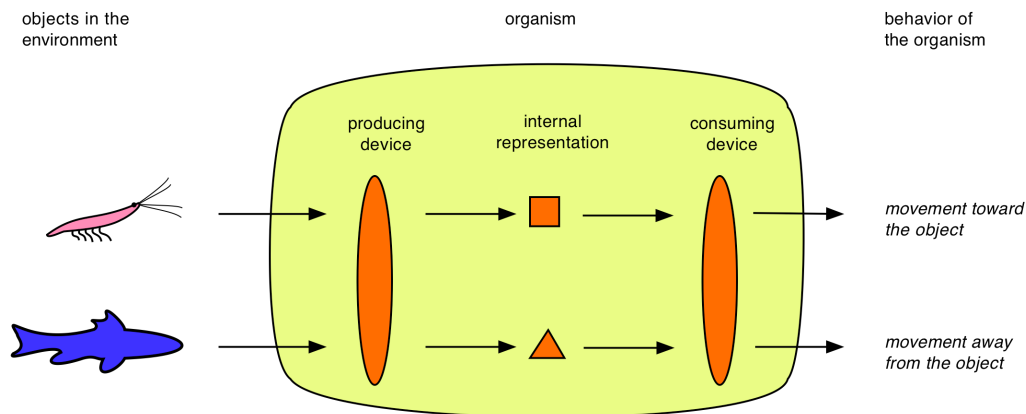 objects in the
environment
organism
behavior of
the organism
producing
device
internal
representation
consuming
device
movement toward
the object
movement away
from the object